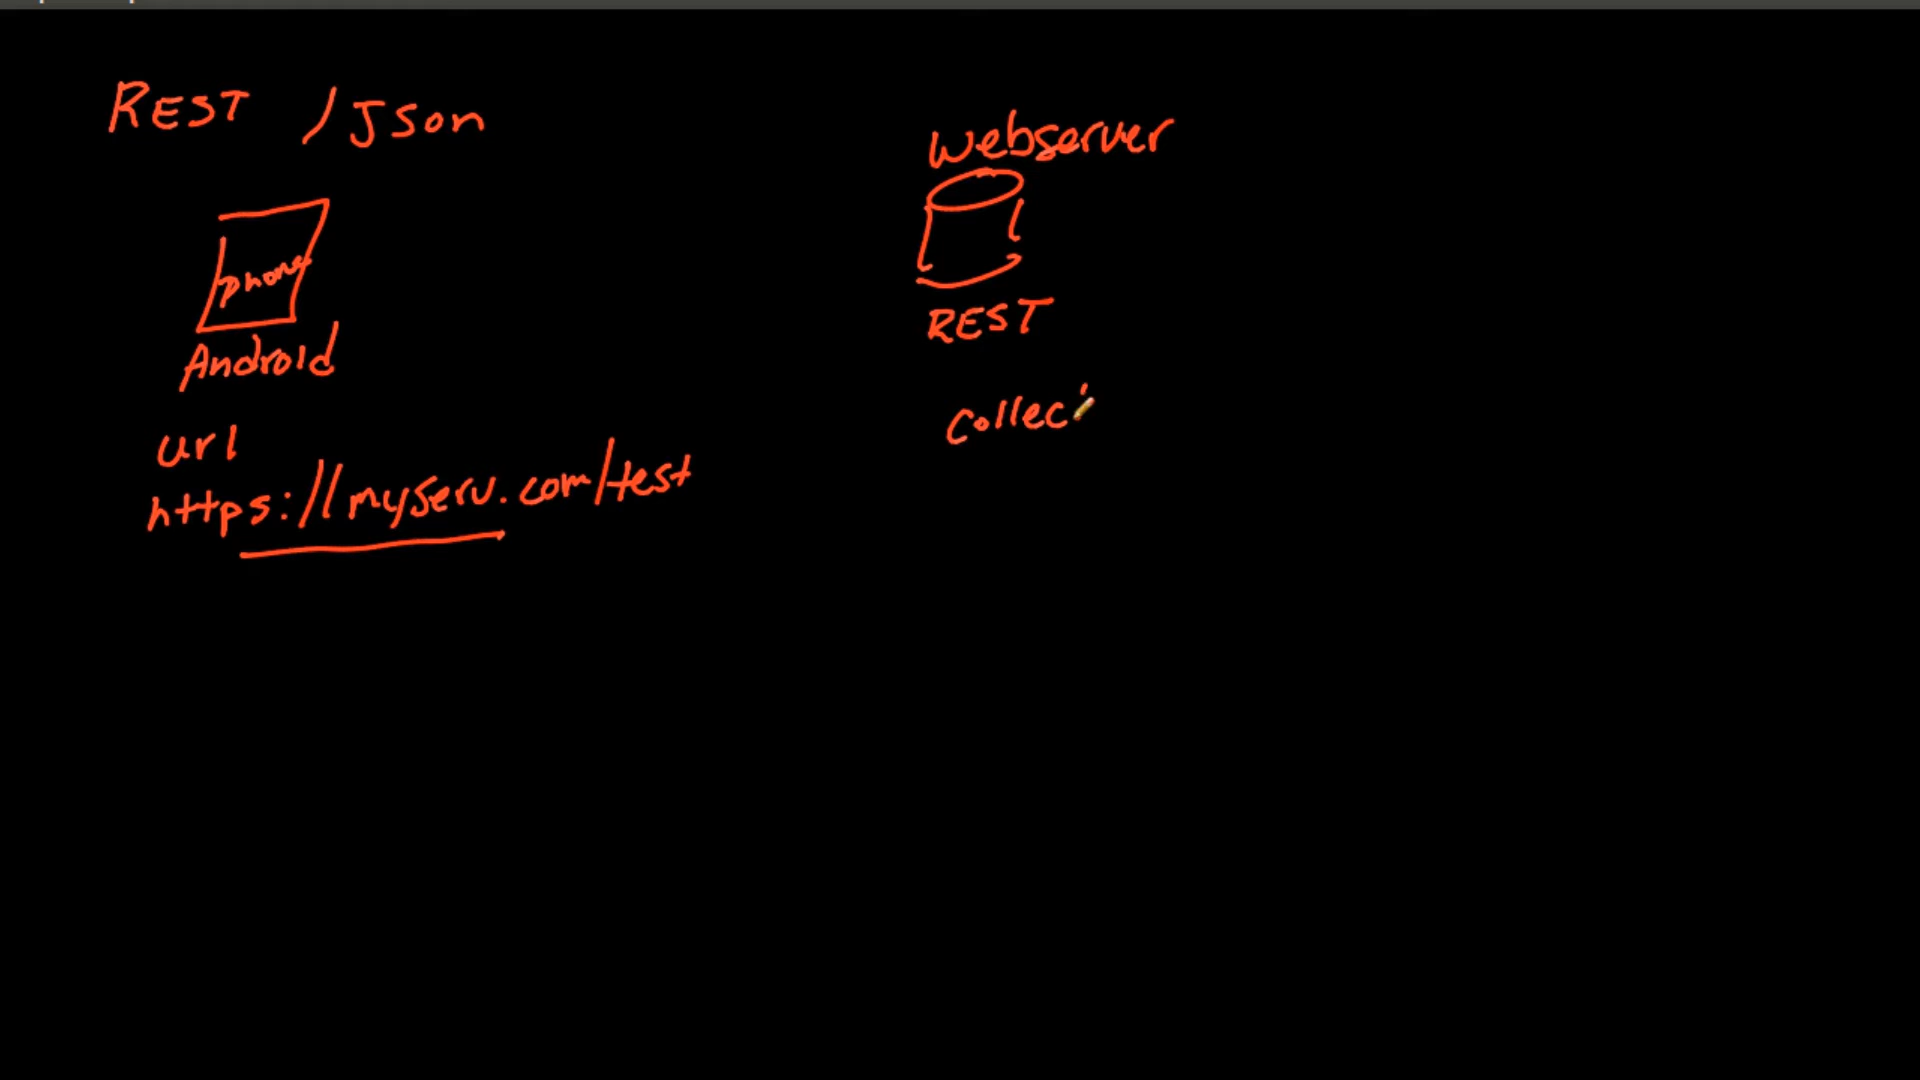 REST /Json
webserver
phone
Android
REST
url
https://myserv.com/test